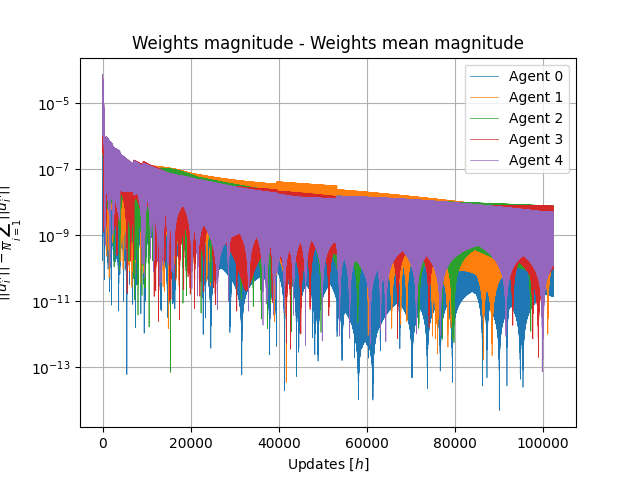 Weights magnitude - Weights mean magnitude
10⁻⁵
10⁻⁷
10⁻⁹
10⁻¹¹
10⁻¹³
0
20000
40000
60000
80000
100000
Updates [h]
Agent 0
Agent 1
Agent 2
Agent 3
Agent 4